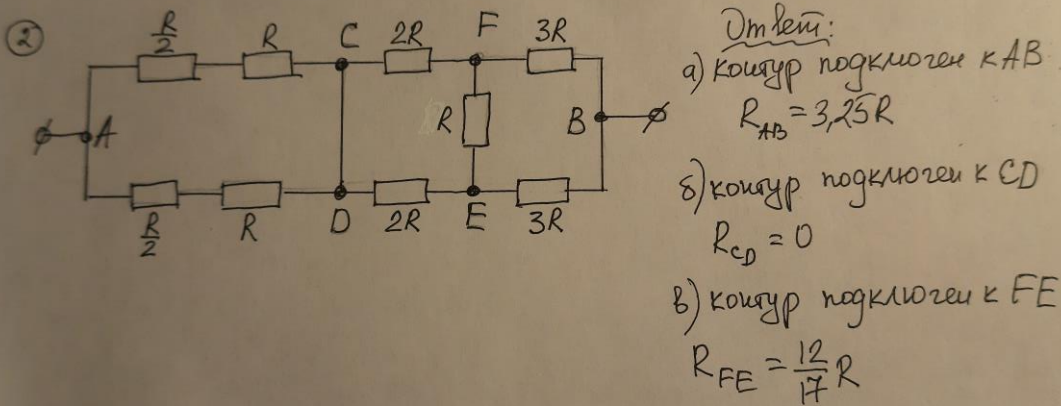 2
R/2 R C 2R F 3R
A R B
R/2 R D 2R E 3R
Ответ:
а) контур подключен к AB
R_AB = 3,25R
б) контур подключен к CD
R_CD = 0
в) контур подключен к FE
R_FE = 12/17 R